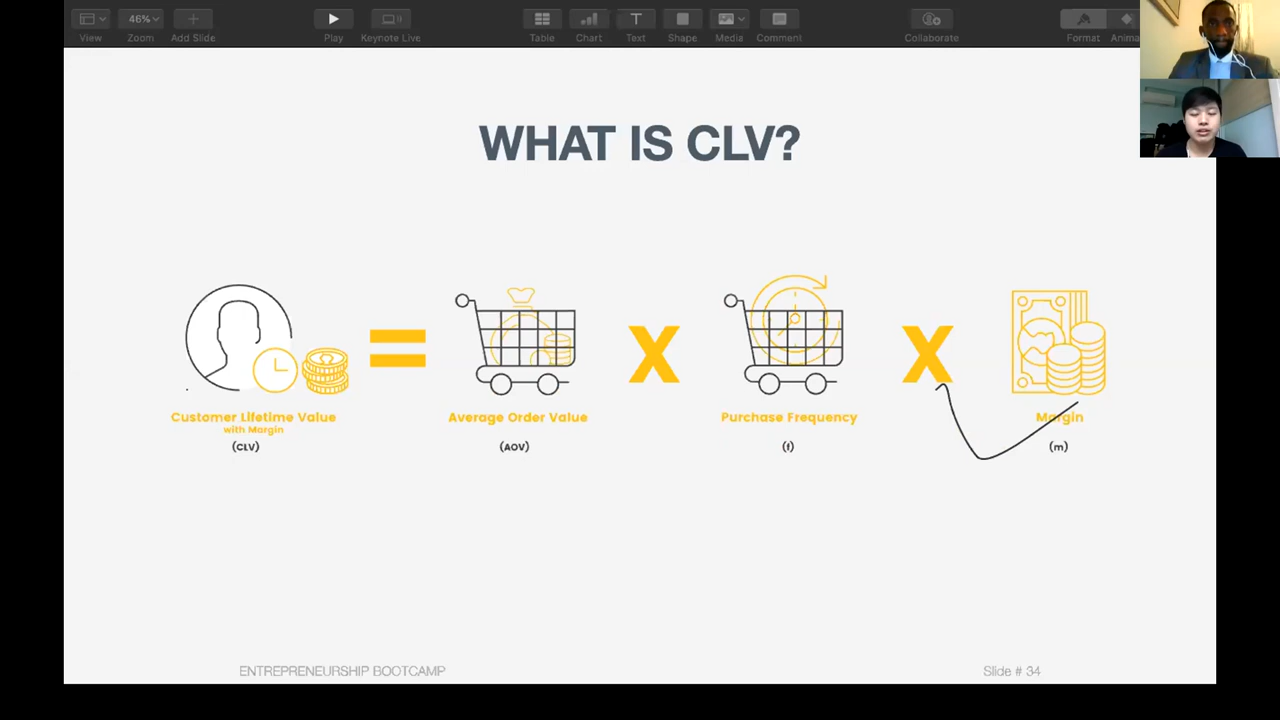 46%
View
Zoom
Add Slide
Play
Keynote Live
Table
Chart
Text
Shape
Media
Comment
Collaborate
Format
WHAT IS CLV?
= X X
Customer Lifetime Value
with Margin
(CLV)
Average Order Value
(AOV)
Purchase Frequency
(f)
Margin
(m)
ENTREPRENEURSHIP BOOTCAMP
Slide # 34